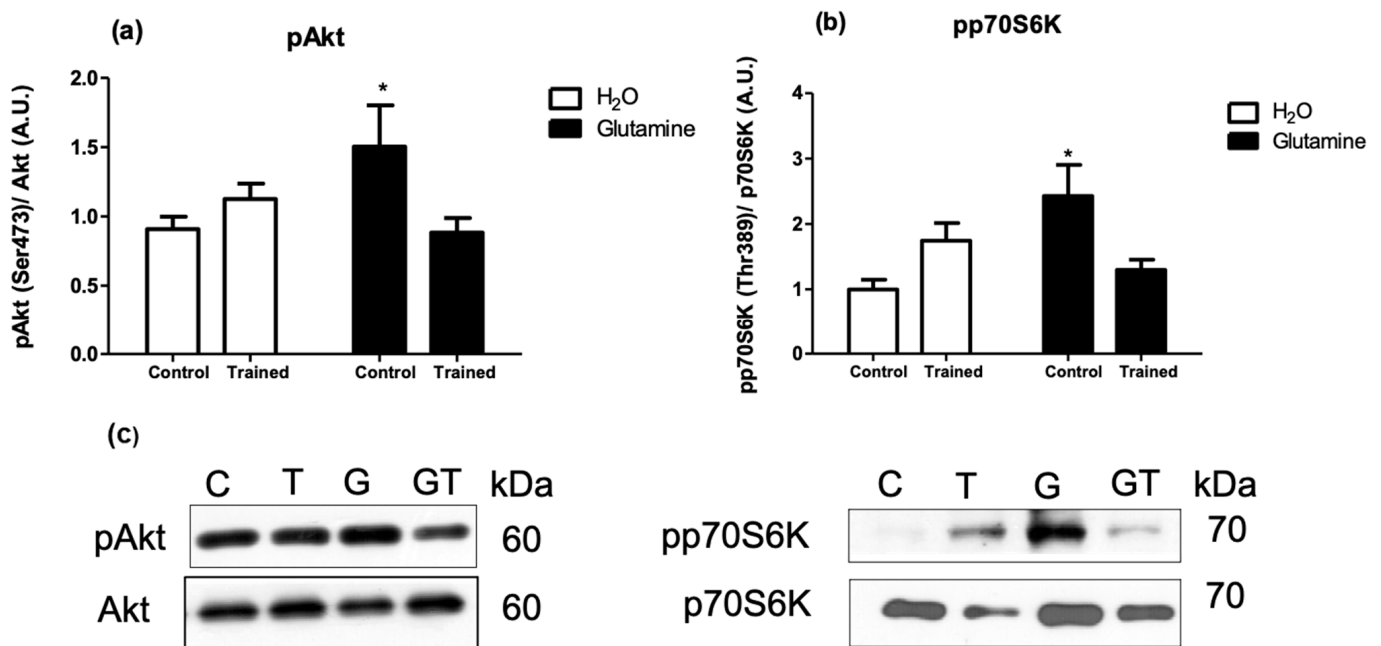 (a)
pAkt
pAkt (Ser473)/ Akt (A.U.)
2.0
1.5
1.0
0.5
0.0
*
Control Trained Control Trained
H₂O
Glutamine
(b)
pp70S6K
pp70S6K (Thr389)/ p70S6K (A.U.)
4
3
2
1
0
*
Control Trained Control Trained
H₂O
Glutamine
(c)
C T G GT kDa
pAkt 60
Akt 60
C T G GT kDa
pp70S6K 70
p70S6K 70